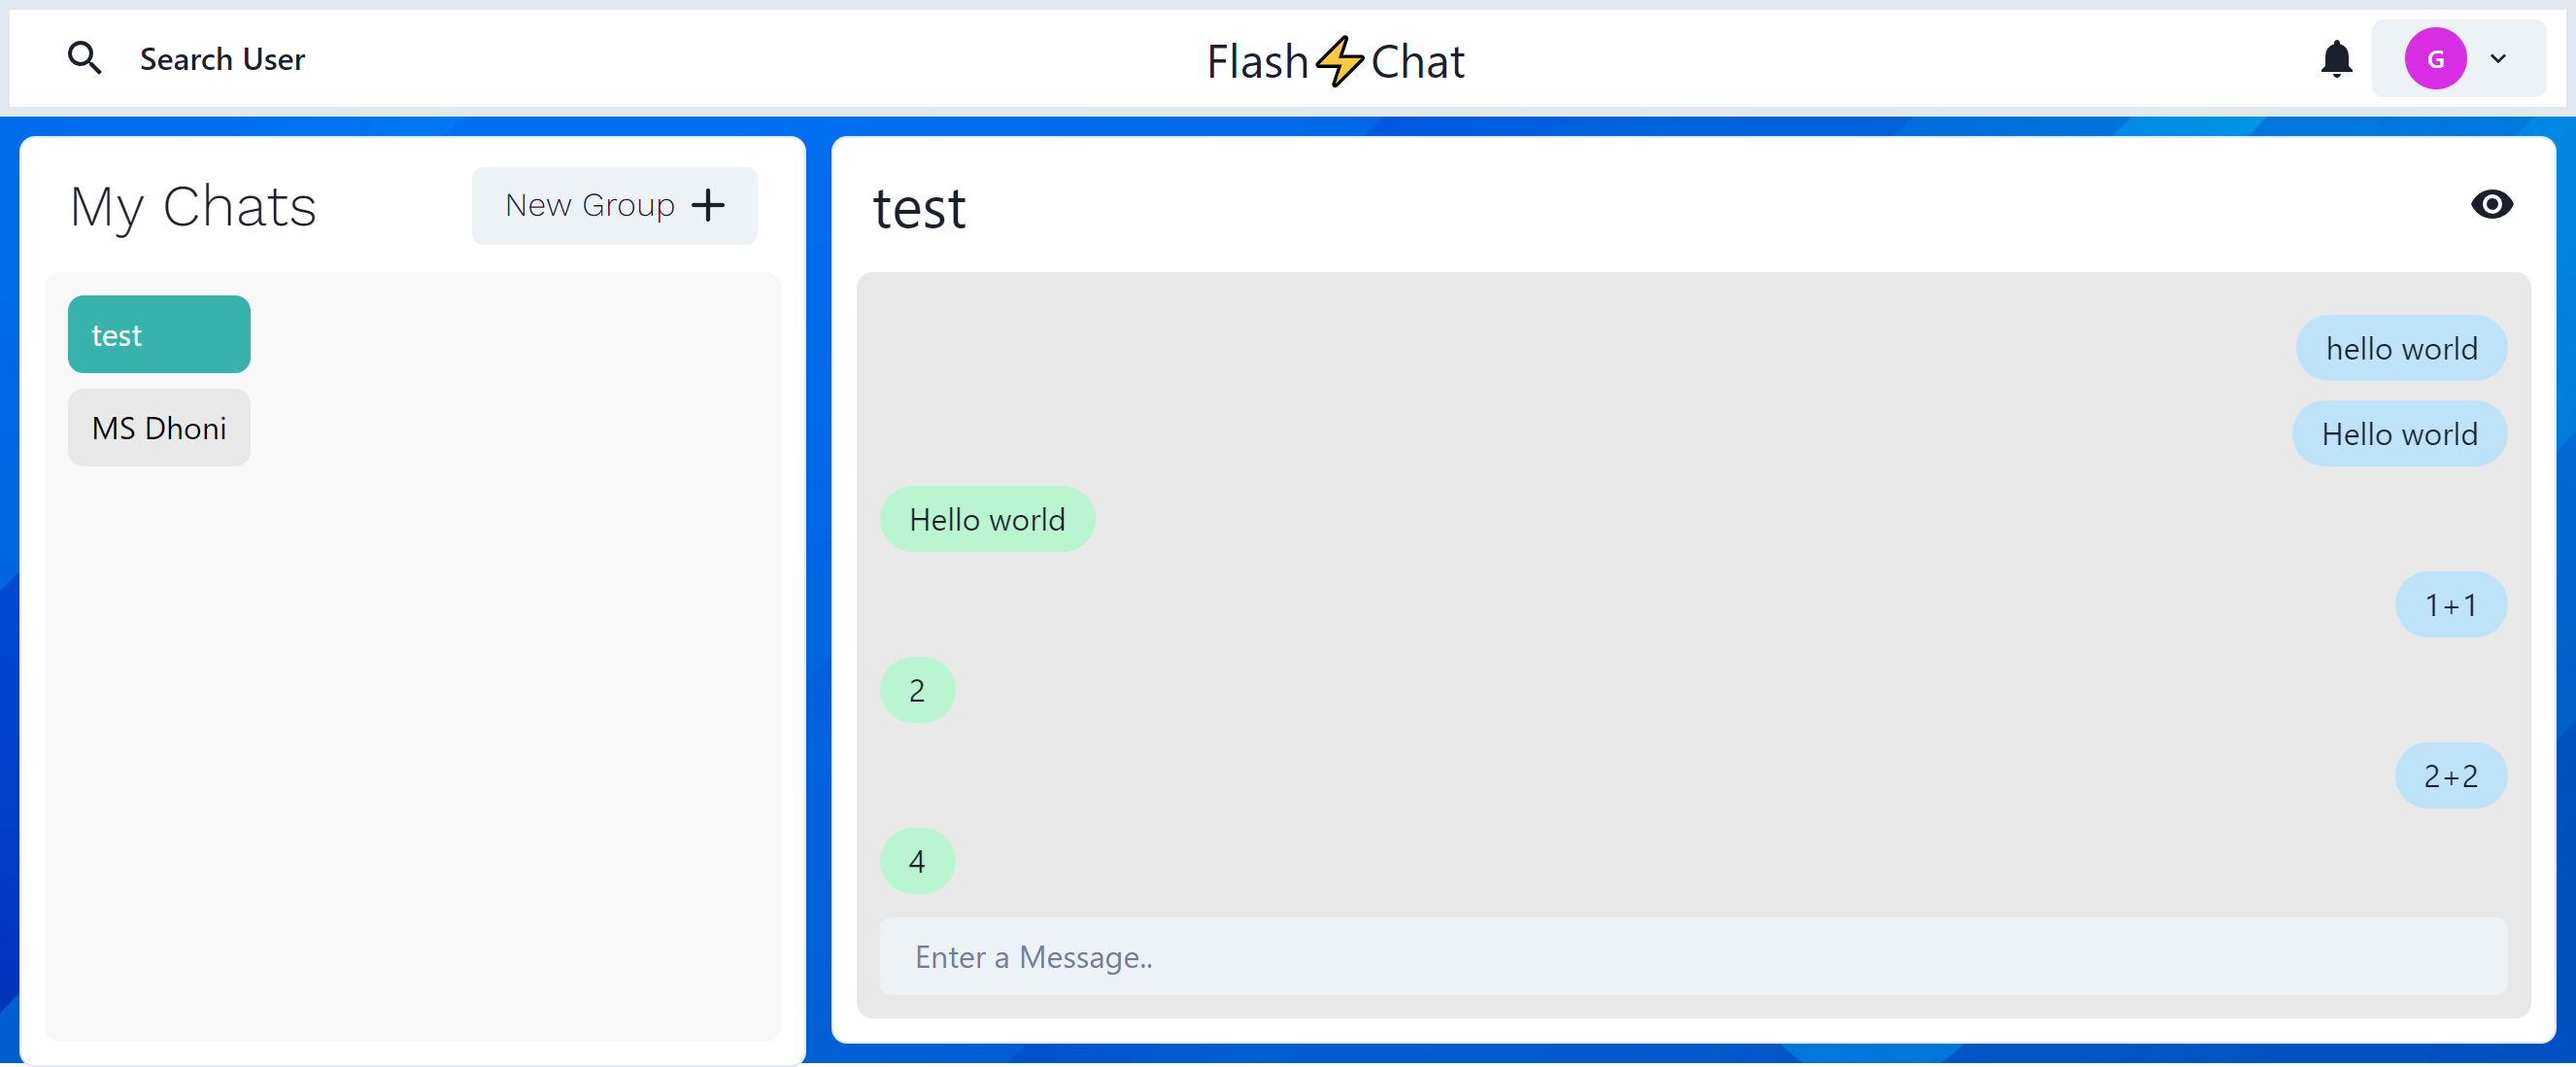 Search User
Flash⚡Chat
G
My Chats
New Group +
test
MS Dhoni
test
hello world
Hello world
Hello world
1+1
2
2+2
4
Enter a Message..